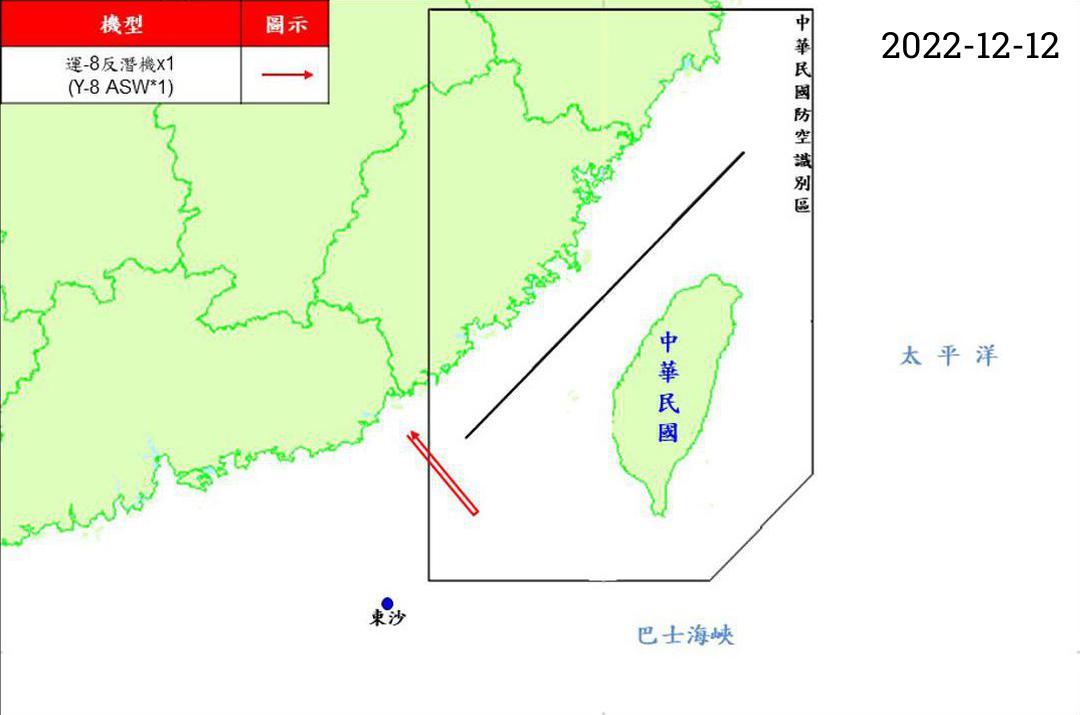 機型
圖示
運-8反潛機x1
(Y-8 ASW*1)
2022-12-12
中華民國防空識別區
中華民國
太平洋
東沙
巴士海峽